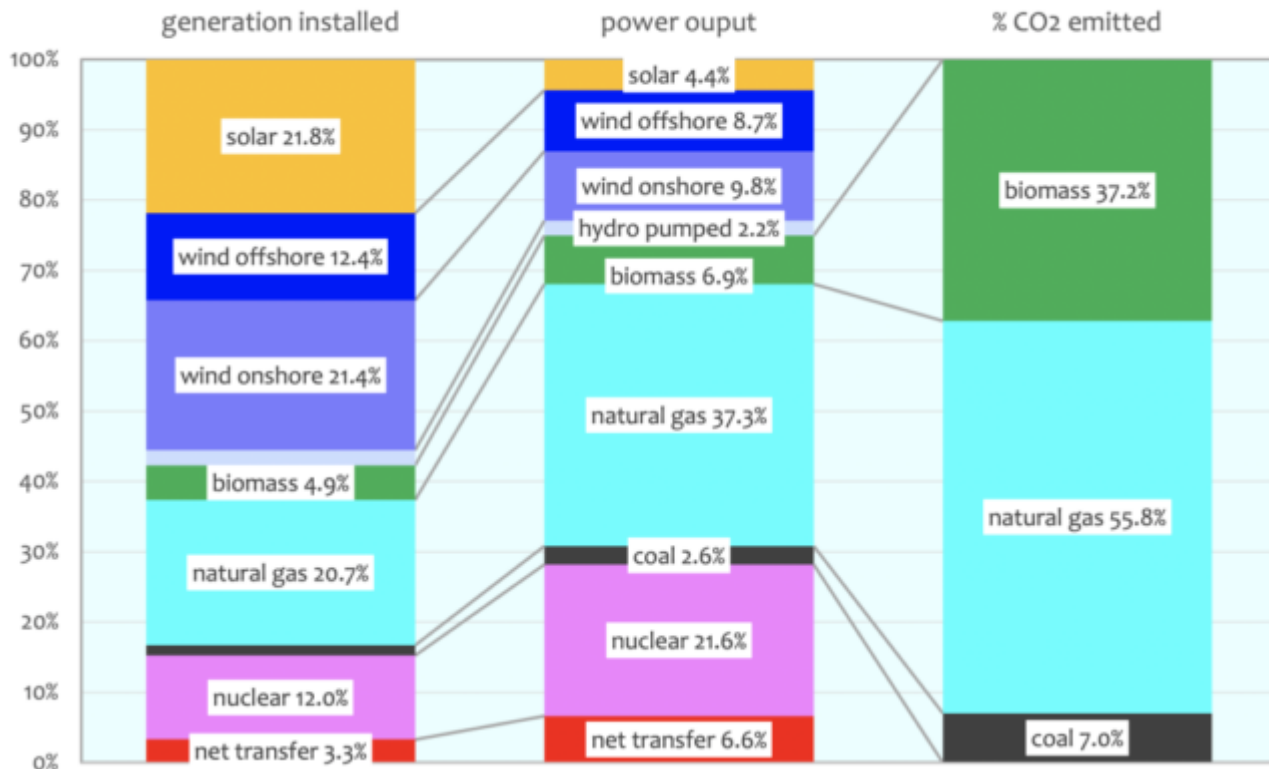 generation installed
power ouput
% CO2 emitted
100%
90%
80%
70%
60%
50%
40%
30%
20%
10%
0%
solar 21.8%
wind offshore 12.4%
wind onshore 21.4%
biomass 4.9%
natural gas 20.7%
nuclear 12.0%
net transfer 3.3%
solar 4.4%
wind offshore 8.7%
wind onshore 9.8%
hydro pumped 2.2%
biomass 6.9%
natural gas 37.3%
coal 2.6%
nuclear 21.6%
net transfer 6.6%
biomass 37.2%
natural gas 55.8%
coal 7.0%